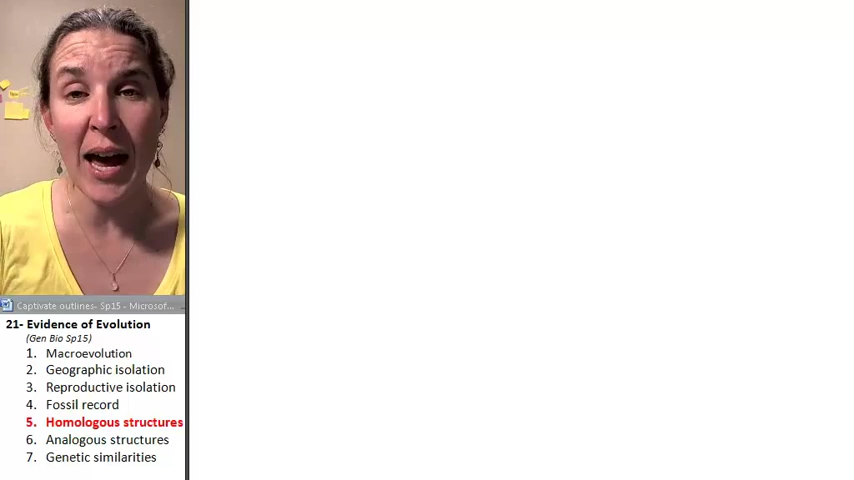 Captivate outlines- Sp15 - Microsof...
21- Evidence of Evolution
(Gen Bio Sp15)
1. Macroevolution
2. Geographic isolation
3. Reproductive isolation
4. Fossil record
5. Homologous structures
6. Analogous structures
7. Genetic similarities